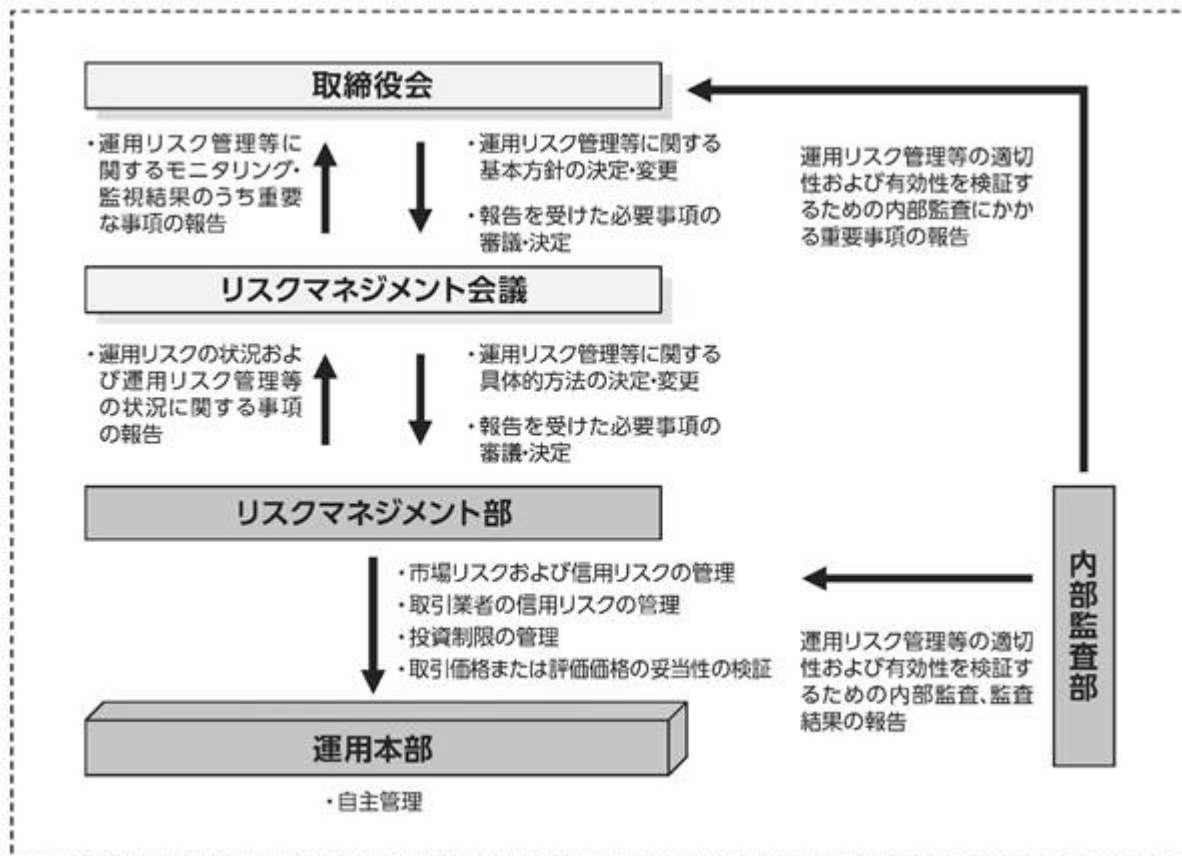 取締役会
・運用リスク管理等に
関するモニタリング・
監視結果のうち重要
な事項の報告
・運用リスク管理等に関する
基本方針の決定・変更
・報告を受けた必要事項の
審議・決定
運用リスク管理等の適切
性および有効性を検証す
るための内部監査にかか
る重要事項の報告
リスクマネジメント会議
・運用リスクの状況およ
び運用リスク管理等
の状況に関する事項
の報告
・運用リスク管理等に関する
具体的方法の決定・変更
・報告を受けた必要事項の
審議・決定
リスクマネジメント部
・市場リスクおよび信用リスクの管理
・取引業者の信用リスクの管理
・投資制限の管理
・取引価格または評価価格の妥当性の検証
運用リスク管理等の適切
性および有効性を検証す
るための内部監査、監査
結果の報告
内部監査部
運用本部
・自主管理